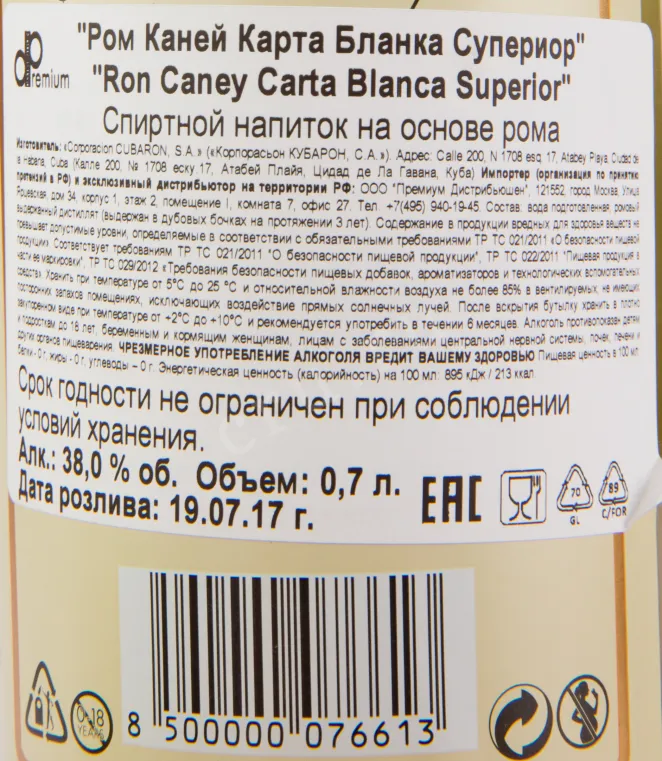 Premium
"Ром Каней Карта Бланка Супериор"
"Ron Caney Carta Blanca Superior"
Спиртной напиток на основе рома
Изготовитель: «Corporacion CUBARON, S.A.» («Корпорасьон КУБАРОН, С.А.»). Адрес: Calle 200, N 1708 esq. 17, Atabey Playa, Ciudad de
la Habana, Cuba (Калле 200, № 1708 еску.17, Атабей Плайя, Цидад де Ла Гавана, Куба) Импортер (организация по принятию
претензий в РФ) и эксклюзивный дистрибьютор на территории РФ: ООО "Премиум Дистрибьюшен", 121552, город Москва, Улица
Ярцевская, дом 34, корпус 1, этаж 2, помещение I, комната 7, офис 27. Тел. +7(495) 940-19-45. Состав: вода подготовленная, ромовый
выдержанный дистиллят (выдержан в дубовых бочках на протяжении 3 лет). Содержание в продукции вредных для здоровья веществ не
превышает допустимые уровни, определяемые в соответствии с обязательными требованиями ТР ТС 021/2011 «О безопасности пищевой
продукции». Соответствует требованиям ТР ТС 021/2011 "О безопасности пищевой продукции", ТР ТС 022/2011 "Пищевая продукция в
части ее маркировки", ТР ТС 029/2012 «Требования безопасности пищевых добавок, ароматизаторов и технологических вспомогательных
средств». Хранить при температуре от 5°С до 25 °С и относительной влажности воздуха не более 85% в вентилируемых, не имеющих
посторонних запахов помещениях, исключающих воздействие прямых солнечных лучей. После вскрытия бутылку хранить в плотно
закупоренном виде при температуре от +2°С до +10°С и рекомендуется употребить в течении 6 месяцев. Алкоголь противопоказан детям
и подросткам до 18 лет, беременным и кормящим женщинам, лицам с заболеваниями центральной нервной системы, почек, печени и
других органов пищеварения. ЧРЕЗМЕРНОЕ УПОТРЕБЛЕНИЕ АЛКОГОЛЯ ВРЕДИТ ВАШЕМУ ЗДОРОВЬЮ Пищевая ценность в 100 мл:
белки - 0 г, жиры - 0 г, углеводы – 0 г. Энергетическая ценность (калорийность) на 100 мл: 895 кДж / 213 ккал.
Срок годности не ограничен при соблюдении
условий хранения.
Алк.: 38,0 % об. Объем: 0,7 л.
Дата розлива: 19.07.17 г.
EAC
70
GL
89
C/FOR
0-18
YEARS
8 500000 076613